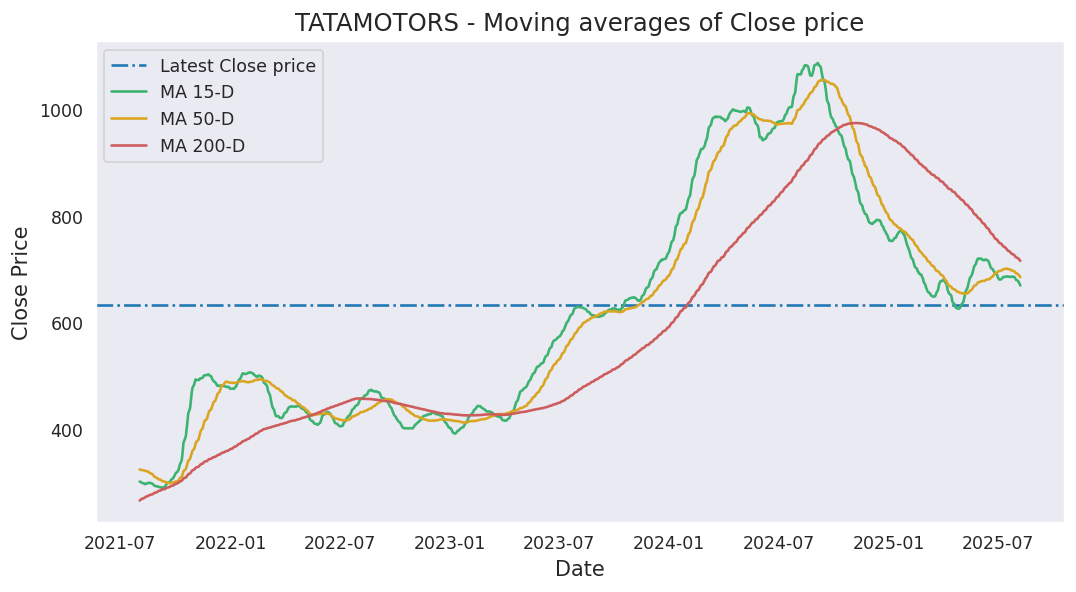 TATAMOTORS - Moving averages of Close price
Latest Close price
MA 15-D
MA 50-D
MA 200-D
Close Price
1000
800
600
400
2021-07 2022-01 2022-07 2023-01 2023-07 2024-01 2024-07 2025-01 2025-07
Date